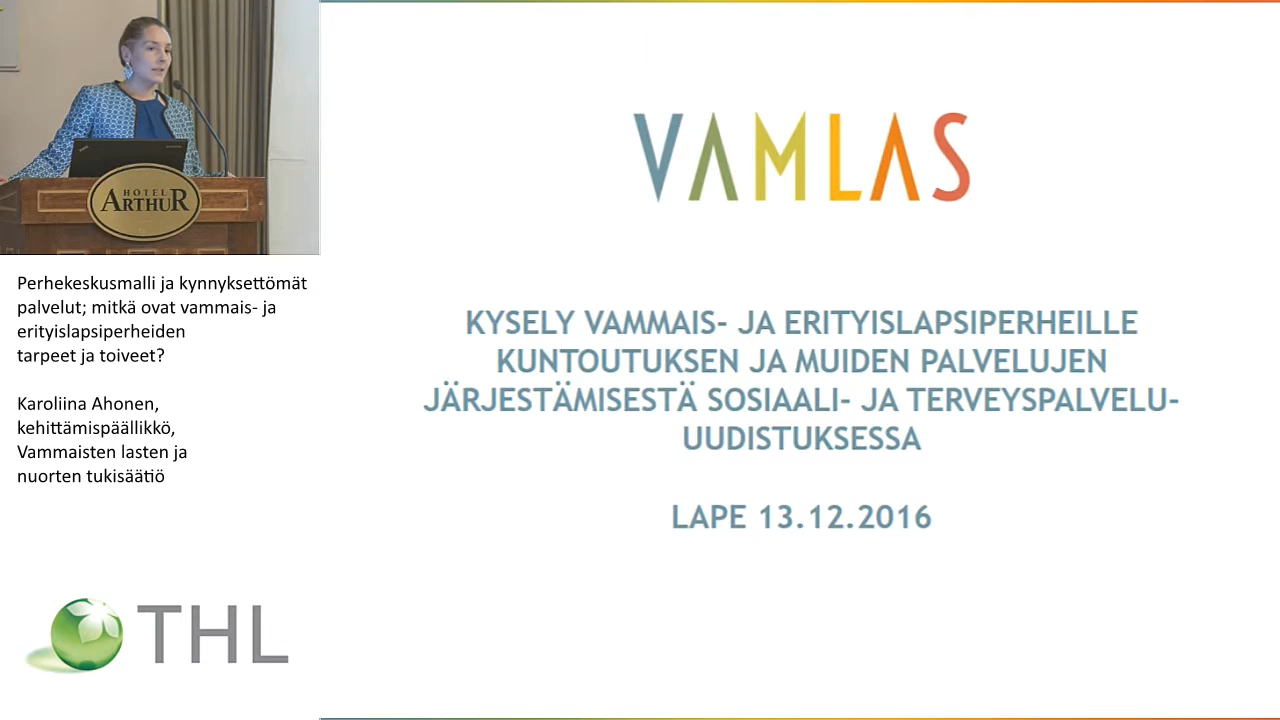 HOTEL
ARTHUR
Perhekeskusmalli ja kynnyksettömät
palvelut; mitkä ovat vammais- ja
erityislapsiperheiden
tarpeet ja toiveet?
Karoliina Ahonen,
kehittämispäällikkö,
Vammaisten lasten ja
nuorten tukisäätiö
THL
VAMLAS
KYSELY VAMMAIS- JA ERITYISLAPSIPERHEILLE
KUNTOUTUKSEN JA MUIDEN PALVELUJEN
JÄRJESTÄMISESTÄ SOSIAALI- JA TERVEYSPALVELU-
UUDISTUKSESSA
LAPE 13.12.2016